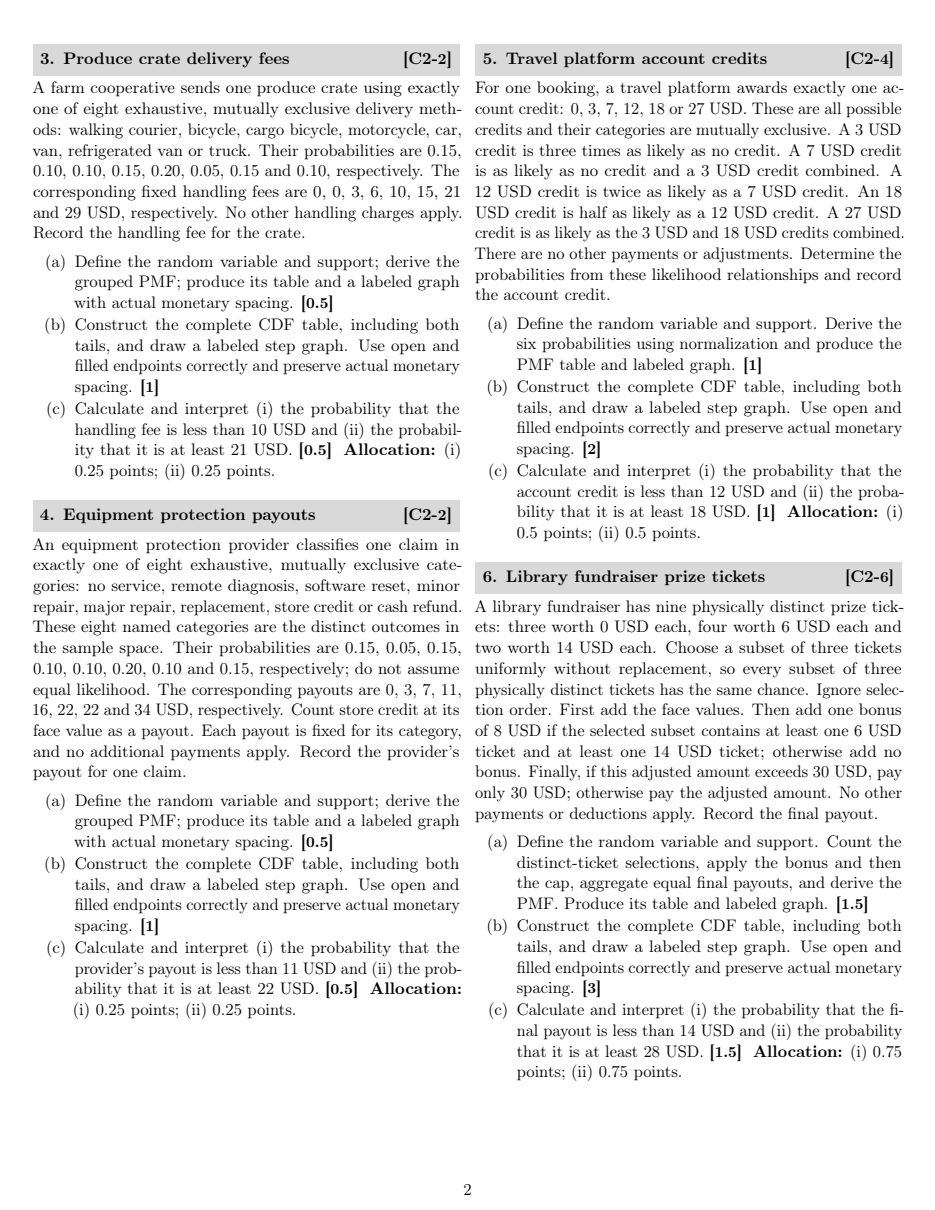 3. Produce crate delivery fees [C2-2]
A farm cooperative sends one produce crate using exactly
one of eight exhaustive, mutually exclusive delivery meth-
ods: walking courier, bicycle, cargo bicycle, motorcycle, car,
van, refrigerated van or truck. Their probabilities are 0.15,
0.10, 0.10, 0.15, 0.20, 0.05, 0.15 and 0.10, respectively. The
corresponding fixed handling fees are 0, 0, 3, 6, 10, 15, 21
and 29 USD, respectively. No other handling charges apply.
Record the handling fee for the crate.
(a) Define the random variable and support; derive the
grouped PMF; produce its table and a labeled graph
with actual monetary spacing. [0.5]
(b) Construct the complete CDF table, including both
tails, and draw a labeled step graph. Use open and
filled endpoints correctly and preserve actual monetary
spacing. [1]
(c) Calculate and interpret (i) the probability that the
handling fee is less than 10 USD and (ii) the probabil-
ity that it is at least 21 USD. [0.5] Allocation: (i)
0.25 points; (ii) 0.25 points.
4. Equipment protection payouts [C2-2]
An equipment protection provider classifies one claim in
exactly one of eight exhaustive, mutually exclusive cate-
gories: no service, remote diagnosis, software reset, minor
repair, major repair, replacement, store credit or cash refund.
These eight named categories are the distinct outcomes in
the sample space. Their probabilities are 0.15, 0.05, 0.15,
0.10, 0.10, 0.20, 0.10 and 0.15, respectively; do not assume
equal likelihood. The corresponding payouts are 0, 3, 7, 11,
16, 22, 22 and 34 USD, respectively. Count store credit at its
face value as a payout. Each payout is fixed for its category,
and no additional payments apply. Record the provider's
payout for one claim.
(a) Define the random variable and support; derive the
grouped PMF; produce its table and a labeled graph
with actual monetary spacing. [0.5]
(b) Construct the complete CDF table, including both
tails, and draw a labeled step graph. Use open and
filled endpoints correctly and preserve actual monetary
spacing. [1]
(c) Calculate and interpret (i) the probability that the
provider's payout is less than 11 USD and (ii) the prob-
ability that it is at least 22 USD. [0.5] Allocation:
(i) 0.25 points; (ii) 0.25 points.
5. Travel platform account credits [C2-4]
For one booking, a travel platform awards exactly one ac-
count credit: 0, 3, 7, 12, 18 or 27 USD. These are all possible
credits and their categories are mutually exclusive. A 3 USD
credit is three times as likely as no credit. A 7 USD credit
is as likely as no credit and a 3 USD credit combined. A
12 USD credit is twice as likely as a 7 USD credit. An 18
USD credit is half as likely as a 12 USD credit. A 27 USD
credit is as likely as the 3 USD and 18 USD credits combined.
There are no other payments or adjustments. Determine the
probabilities from these likelihood relationships and record
the account credit.
(a) Define the random variable and support. Derive the
six probabilities using normalization and produce the
PMF table and labeled graph. [1]
(b) Construct the complete CDF table, including both
tails, and draw a labeled step graph. Use open and
filled endpoints correctly and preserve actual monetary
spacing. [2]
(c) Calculate and interpret (i) the probability that the
account credit is less than 12 USD and (ii) the proba-
bility that it is at least 18 USD. [1] Allocation: (i)
0.5 points; (ii) 0.5 points.
6. Library fundraiser prize tickets [C2-6]
A library fundraiser has nine physically distinct prize tick-
ets: three worth 0 USD each, four worth 6 USD each and
two worth 14 USD each. Choose a subset of three tickets
uniformly without replacement, so every subset of three
physically distinct tickets has the same chance. Ignore selec-
tion order. First add the face values. Then add one bonus
of 8 USD if the selected subset contains at least one 6 USD
ticket and at least one 14 USD ticket; otherwise add no
bonus. Finally, if this adjusted amount exceeds 30 USD, pay
only 30 USD; otherwise pay the adjusted amount. No other
payments or deductions apply. Record the final payout.
(a) Define the random variable and support. Count the
distinct-ticket selections, apply the bonus and then
the cap, aggregate equal final payouts, and derive the
PMF. Produce its table and labeled graph. [1.5]
(b) Construct the complete CDF table, including both
tails, and draw a labeled step graph. Use open and
filled endpoints correctly and preserve actual monetary
spacing. [3]
(c) Calculate and interpret (i) the probability that the fi-
nal payout is less than 14 USD and (ii) the probability
that it is at least 28 USD. [1.5] Allocation: (i) 0.75
points; (ii) 0.75 points.
2